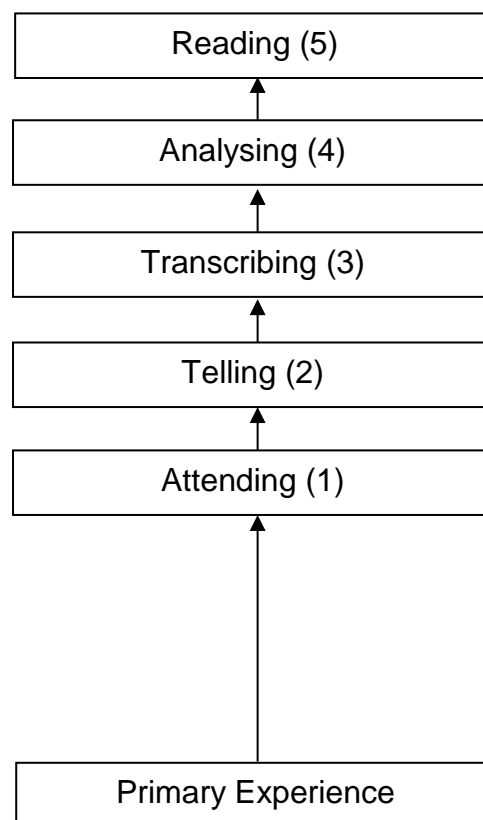 Reading (5)
Analysing (4)
Transcribing (3)
Telling (2)
Attending (1)
Primary Experience